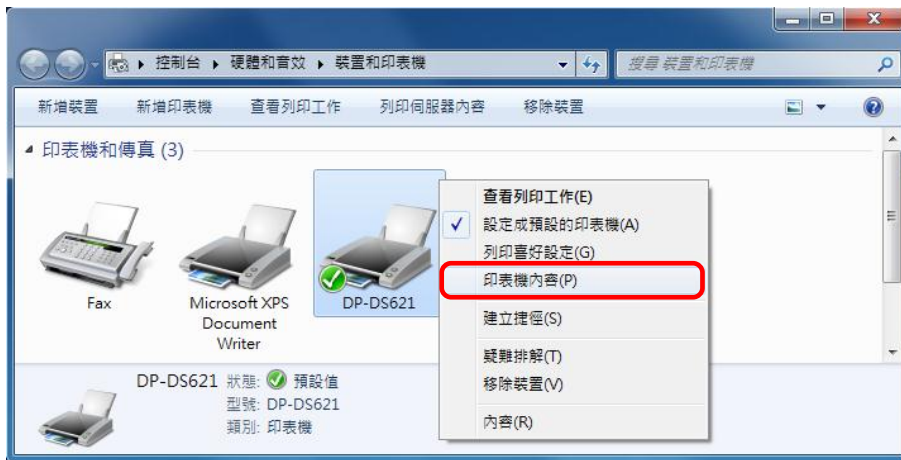 控制台 ▸ 硬體和音效 ▸ 裝置和印表機
搜尋 裝置和印表機
新增裝置 新增印表機 查看列印工作 列印伺服器內容 移除裝置
印表機和傳真 (3)
Fax
Microsoft XPS
Document
Writer
DP-DS621
查看列印工作(E)
設定成預設的印表機(A)
列印喜好設定(G)
印表機內容(P)
建立捷徑(S)
疑難排解(T)
移除裝置(V)
內容(R)
DP-DS621 狀態: 預設值
型號: DP-DS621
類別: 印表機